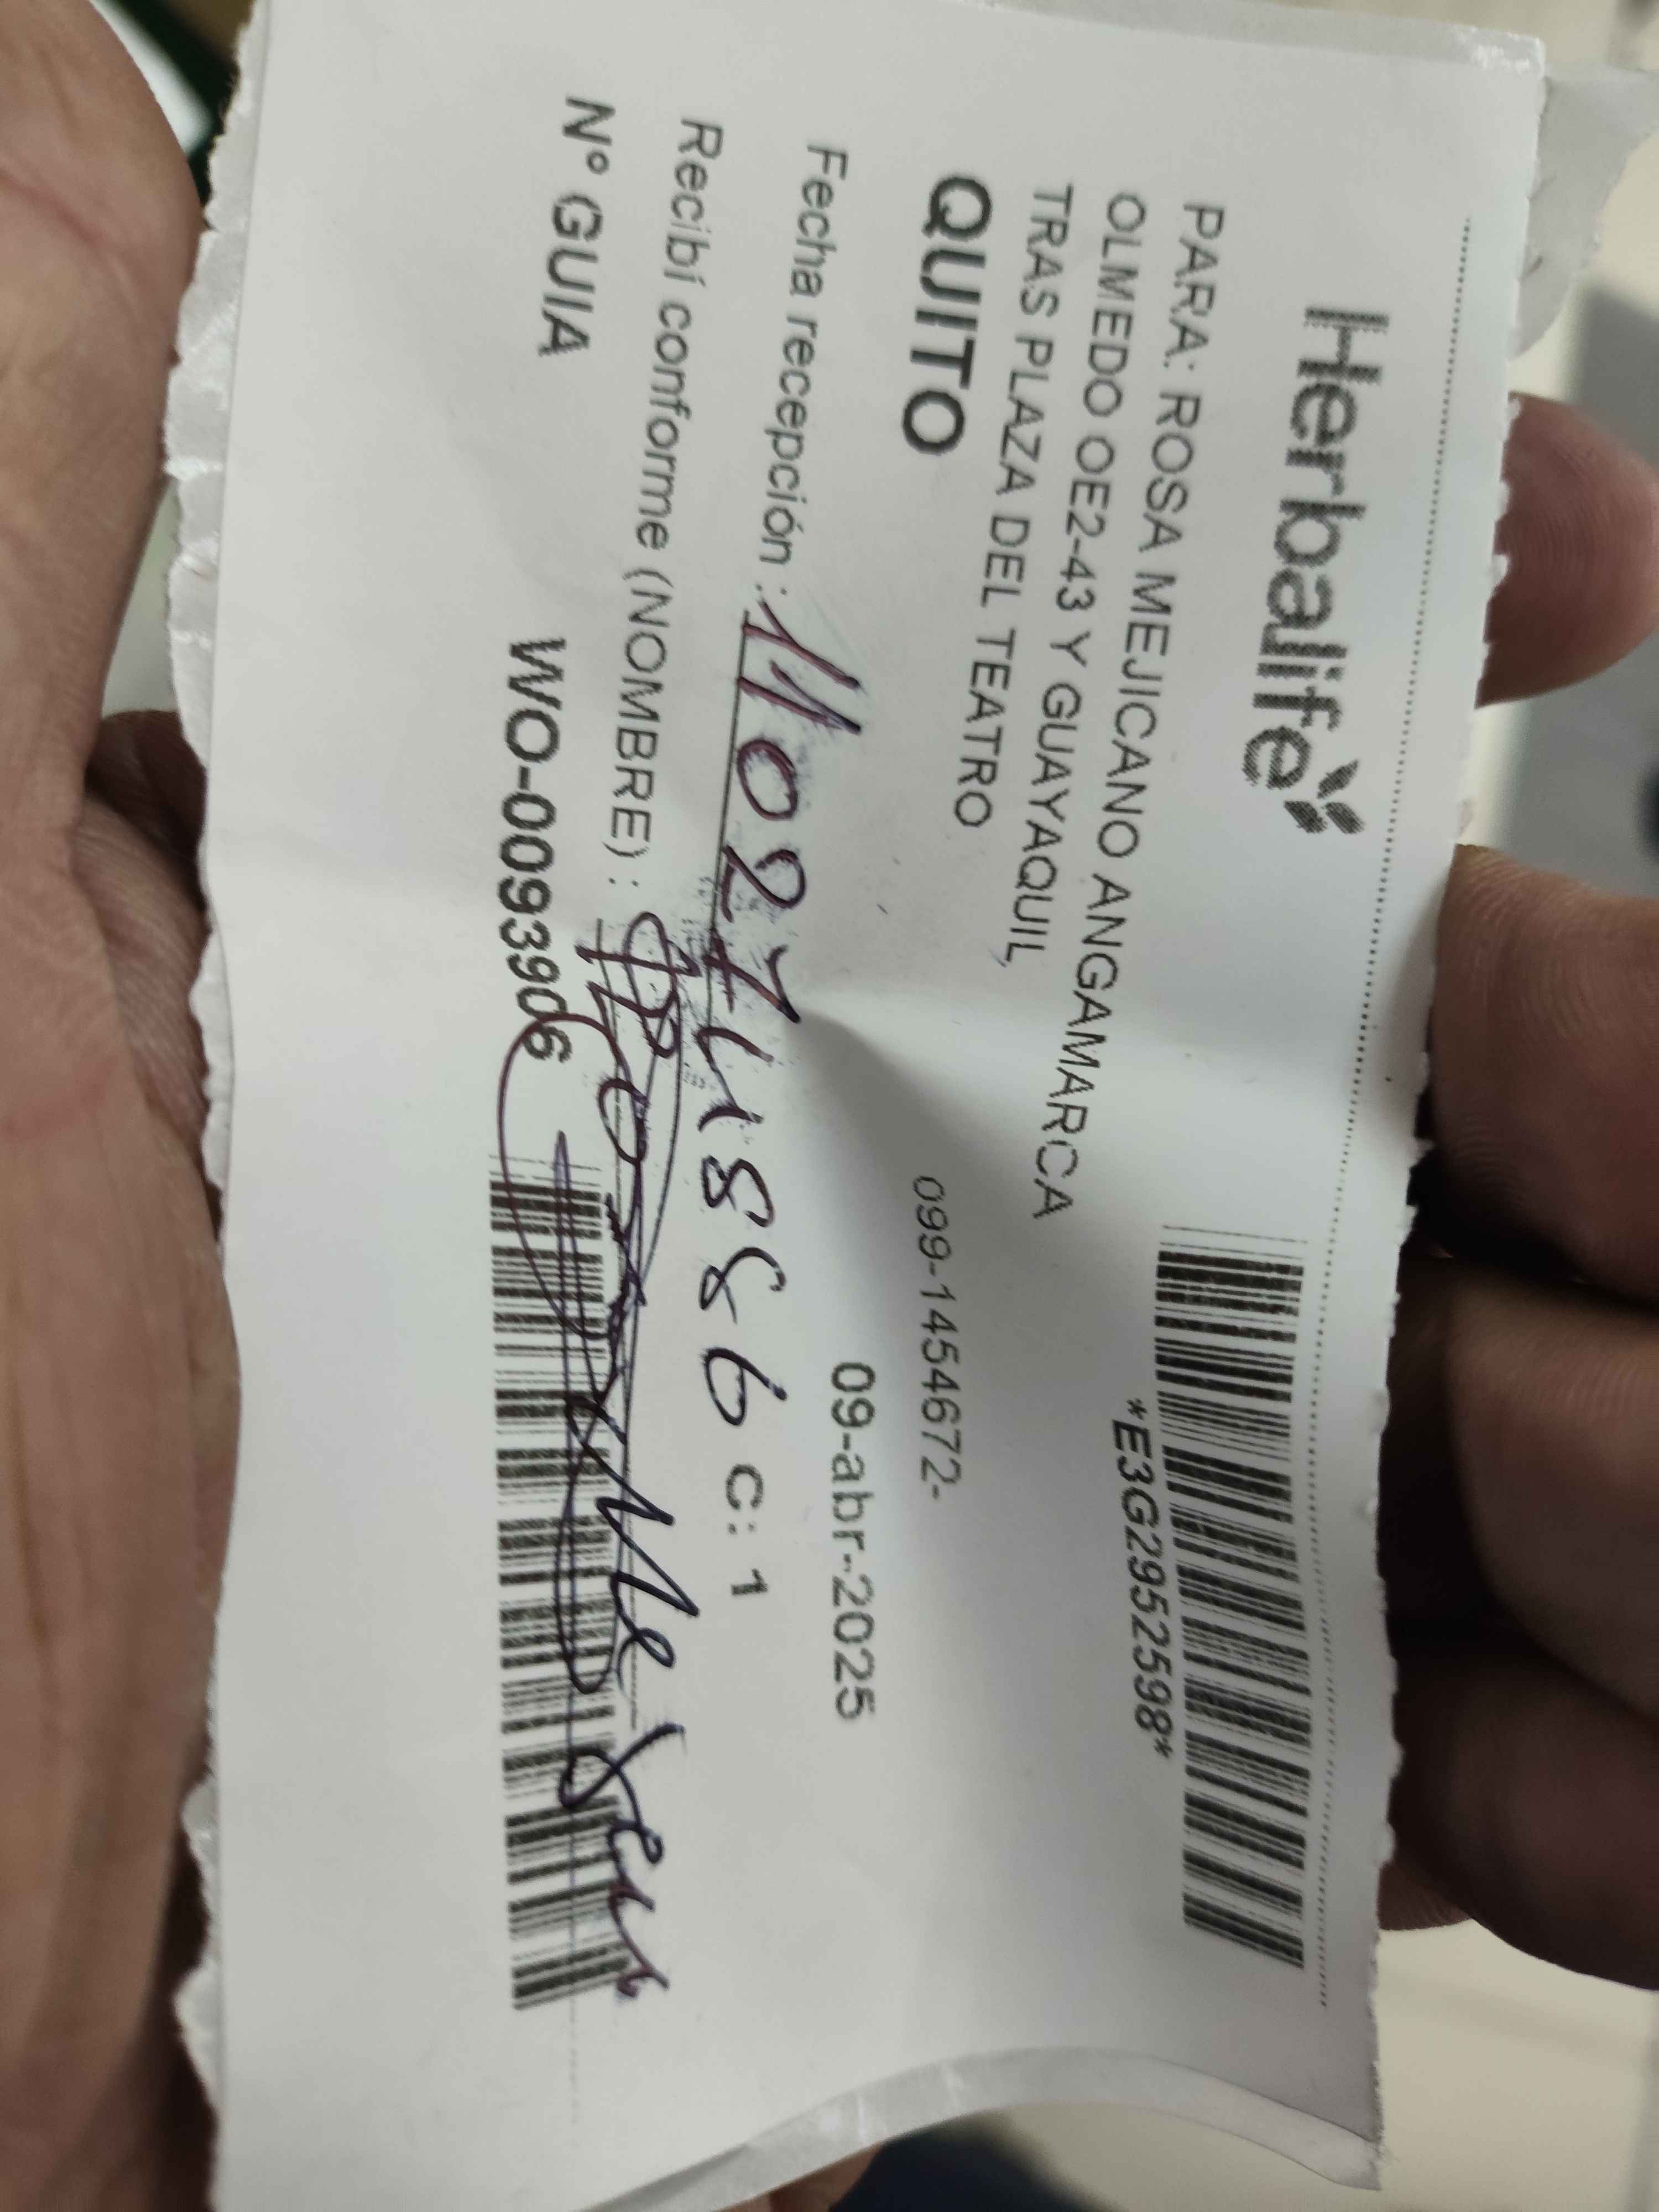 Herbalife
*E3G2952598*
PARA: ROSA MEJICANO ANGAMARCA
OLMEDO OE2-43 Y GUAYAQUIL,
TRAS PLAZA DEL TEATRO
099-1454672-
QUITO
09-abr-2025
Fecha recepción : C: 1
Recibí conforme (NOMBRE) :
N° GUIA WO-0093906